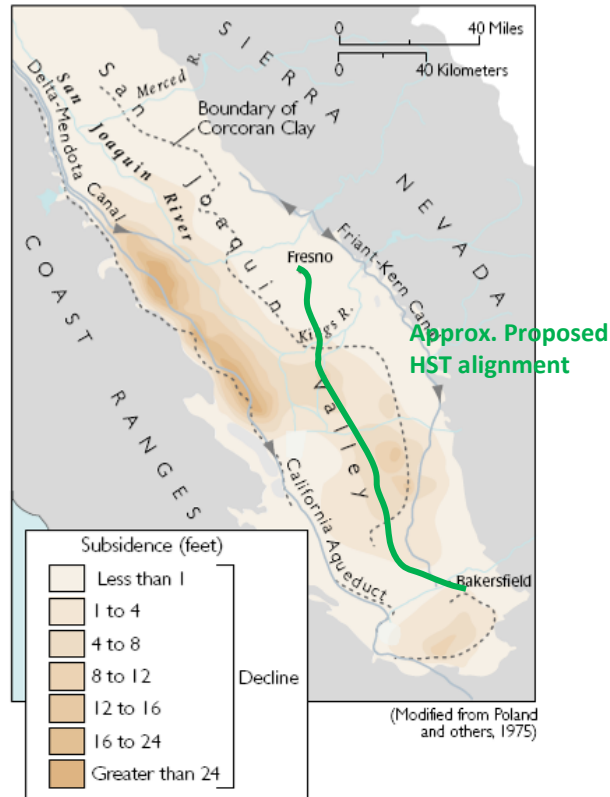 SIERRA
NEVADA
0 40 Miles
0 40 Kilometers
Merced R.
Boundary of
Corcoran Clay
San Joaquin Valley
San Joaquin River
Delta-Mendota Canal
COAST RANGES
Fresno
Friant-Kern Canal
Kings R.
Approx. Proposed
HST alignment
California Aqueduct
Bakersfield
Subsidence (feet)
Less than 1
1 to 4
4 to 8
8 to 12
12 to 16
16 to 24
Greater than 24
Decline
(Modified from Poland
and others, 1975)